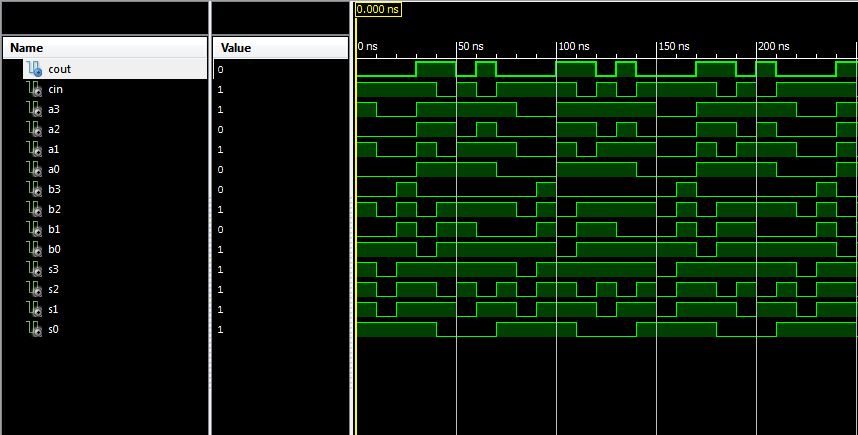 0.000 ns
Name Value
0 ns 50 ns 100 ns 150 ns 200 ns
cout 0
cin 1
a3 1
a2 0
a1 1
a0 0
b3 0
b2 1
b1 0
b0 1
s3 1
s2 1
s1 1
s0 1